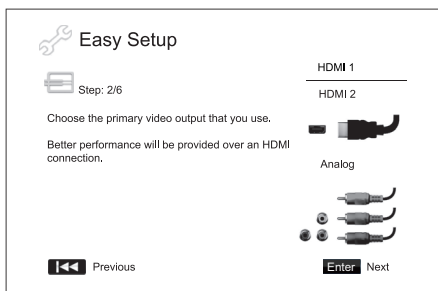 Easy Setup
Step: 2/6
Choose the primary video output that you use.
Better performance will be provided over an HDMI
connection.
HDMI 1
HDMI 2
Analog
Previous
Enter Next